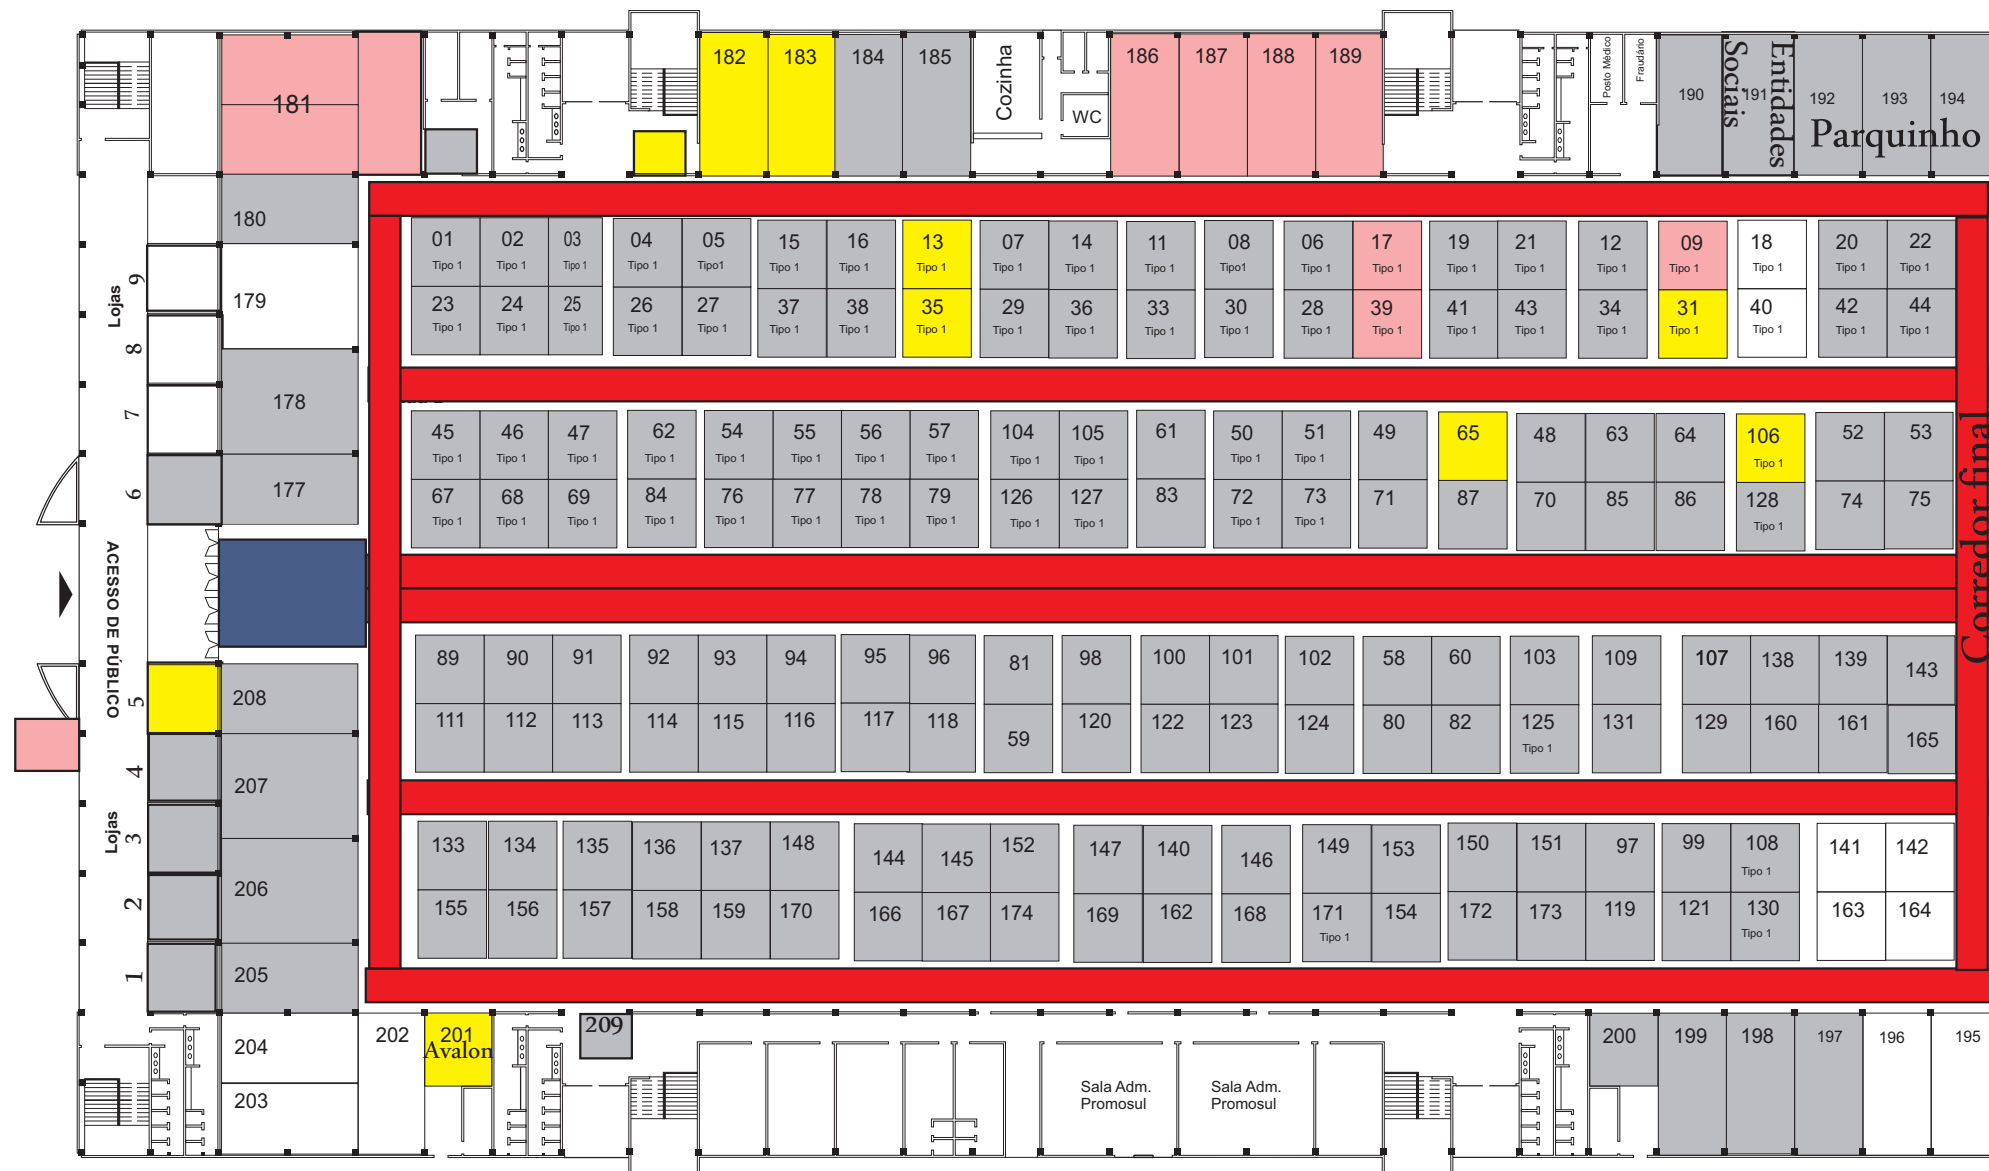 181
182 183 184 185
Cozinha
WC
186 187 188 189
Posto Médico
Fraudário
190 191 192 193 194
Entidades
Sociais
Parquinho
180
179
178
177
Lojas
9
8
7
6
01 02 03 04 05 15 16 13 07 14 11 08 06 17 19 21 12 09 18 20 22
Tipo 1 Tipo 1 Tipo 1 Tipo 1 Tipo1 Tipo 1 Tipo 1 Tipo 1 Tipo 1 Tipo 1 Tipo 1 Tipo1 Tipo 1 Tipo 1 Tipo 1 Tipo 1 Tipo 1 Tipo 1 Tipo 1 Tipo 1 Tipo 1
23 24 25 26 27 37 38 35 29 36 33 30 28 39 41 43 34 31 40 42 44
Tipo 1 Tipo 1 Tipo 1 Tipo 1 Tipo 1 Tipo 1 Tipo 1 Tipo 1 Tipo 1 Tipo 1 Tipo 1 Tipo 1 Tipo 1 Tipo 1 Tipo 1 Tipo 1 Tipo 1 Tipo 1 Tipo 1 Tipo 1 Tipo 1
45 46 47 62 54 55 56 57 104 105 61 50 51 49 65 48 63 64 106 52 53
Tipo 1 Tipo 1 Tipo 1 Tipo 1 Tipo 1 Tipo 1 Tipo 1 Tipo 1 Tipo 1 Tipo 1 Tipo 1 Tipo 1 Tipo 1
67 68 69 84 76 77 78 79 126 127 83 72 73 71 87 70 85 86 128 74 75
Tipo 1 Tipo 1 Tipo 1 Tipo 1 Tipo 1 Tipo 1 Tipo 1 Tipo 1 Tipo 1 Tipo 1 Tipo 1 Tipo 1 Tipo 1
Corredor final
ACESSO DE PÚBLICO
5
4
3
2
1
Lojas
208
207
206
205
89 90 91 92 93 94 95 96 81 98 100 101 102 58 60 103 109 107 138 139 143
111 112 113 114 115 116 117 118 59 120 122 123 124 80 82 125 131 129 160 161 165
Tipo 1
133 134 135 136 137 148 144 145 152 147 140 146 149 153 150 151 97 99 108 141 142
Tipo 1
155 156 157 158 159 170 166 167 174 169 162 168 171 154 172 173 119 121 130 163 164
Tipo 1 Tipo 1
204
203
202
201
Avalon
209
Sala Adm.
Promosul
Sala Adm.
Promosul
200 199 198 197 196 195